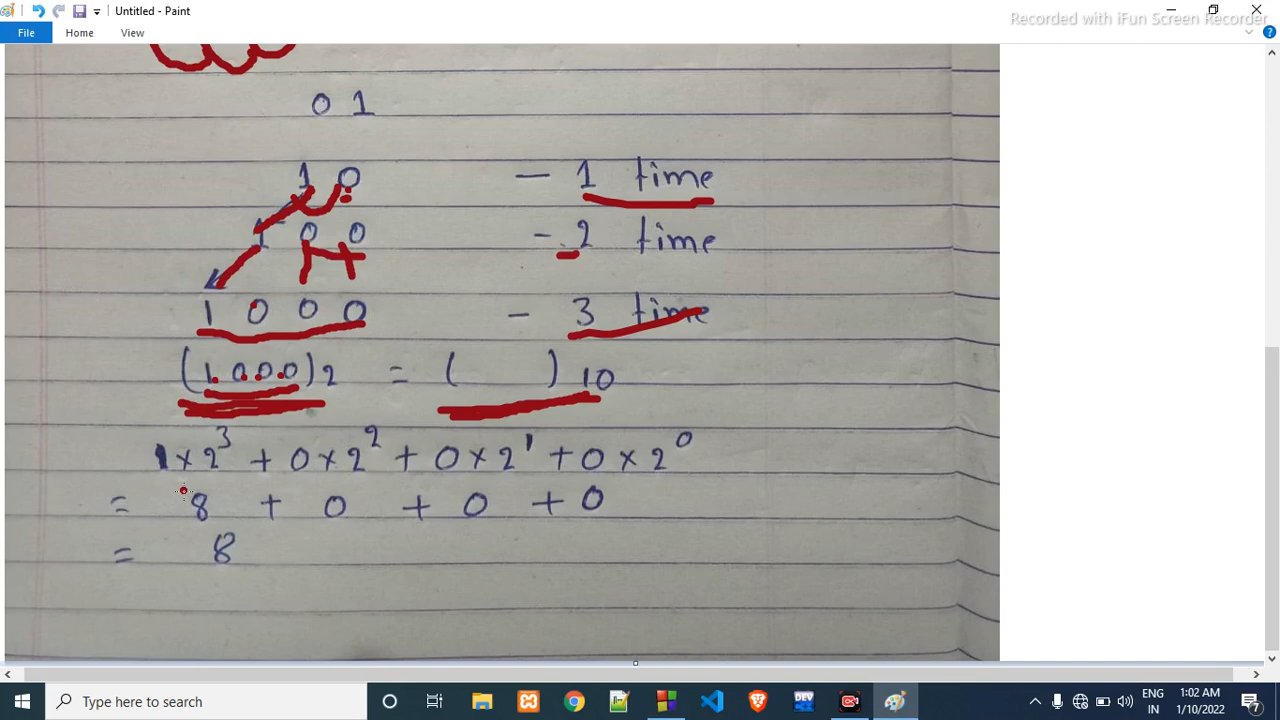 Untitled - Paint
Recorded with iFun Screen Recorder
File Home View
0 1
1 0 - 1 time
1 0 0 - 2 time
1 0 0 0 - 3 time
(1000)2 = ( )10
1×2³ + 0×2² + 0×2¹ + 0×2⁰
= 8 + 0 + 0 + 0
= 8
Type here to search
DEV
ENG
IN
1:02 AM
1/10/2022
7